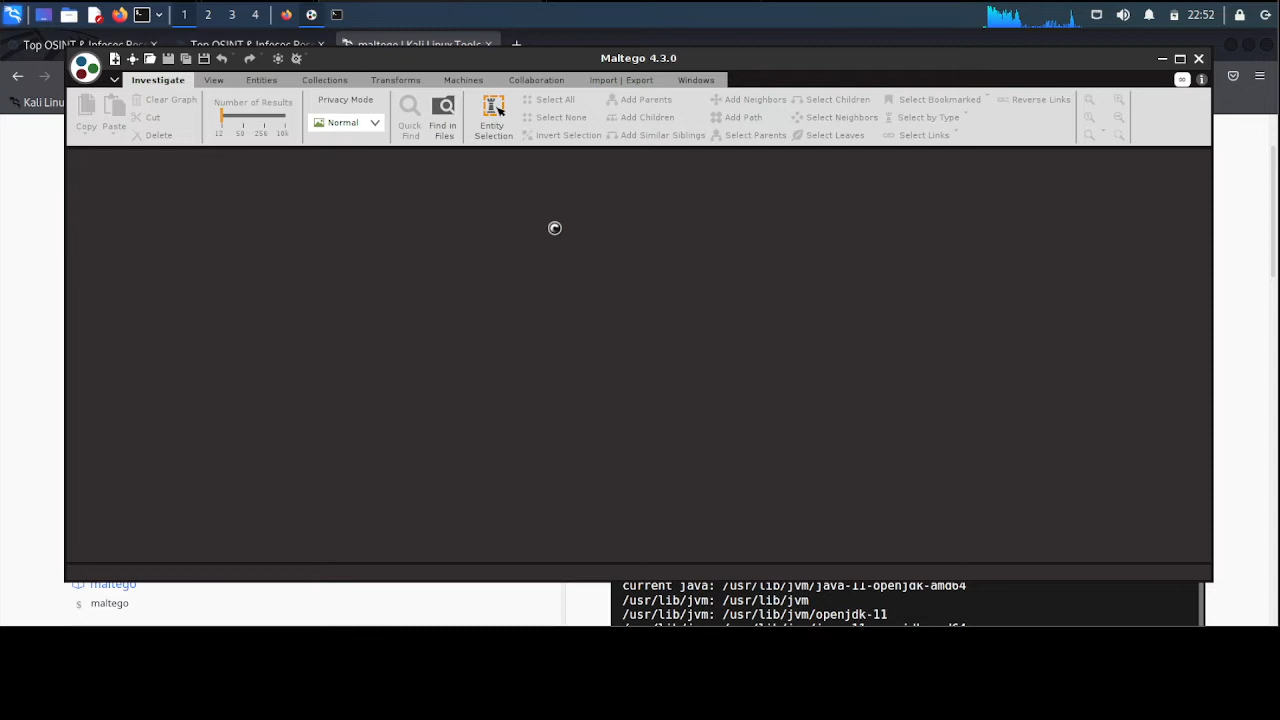 1 2 3 4 22:52
Top OSINT & Infosec Res Top OSINT & Infosec Res maltego | Kali Linux Tools
Maltego 4.3.0
Investigate View Entities Collections Transforms Machines Collaboration Import | Export Windows
Kali Linu
Copy Paste Clear Graph Cut Delete
Number of Results
12 50 256 10k
Privacy Mode
Normal
Quick Find
Find in Files
Entity Selection
Select All Add Parents Add Neighbors Select Children Select Bookmarked Reverse Links
Select None Add Children Add Path Select Neighbors Select by Type
Invert Selection Add Similar Siblings Select Parents Select Leaves Select Links
maltego
$ maltego
current java: /usr/lib/jvm/java-11-openjdk-amd64
/usr/lib/jvm: /usr/lib/jvm
/usr/lib/jvm: /usr/lib/jvm/openjdk-11